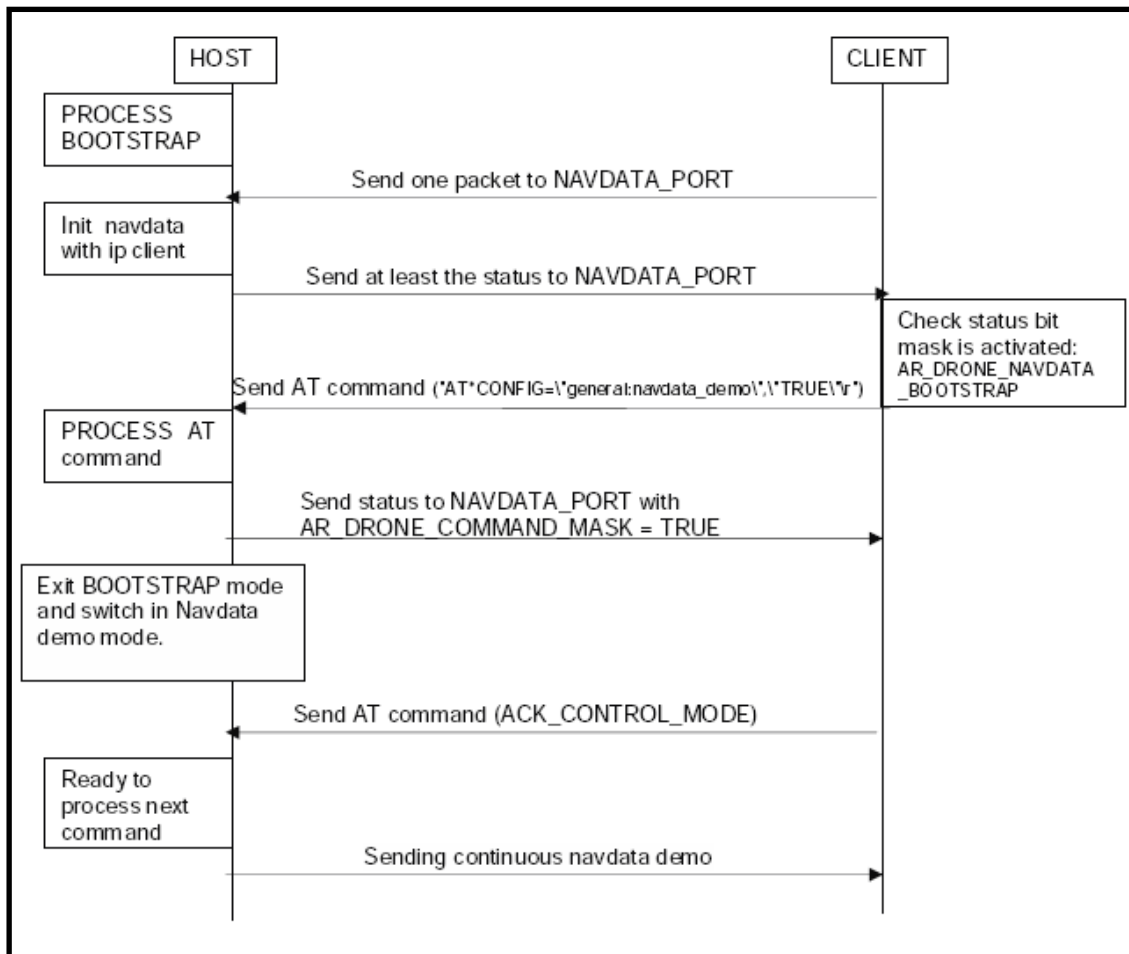 HOST
CLIENT
PROCESS
BOOTSTRAP
Send one packet to NAVDATA_PORT
Init navdata
with ip client
Send at least the status to NAVDATA_PORT
Check status bit
mask is activated:
AR_DRONE_NAVDATA
_BOOTSTRAP
Send AT command ("AT*CONFIG=\"general:navdata_demo\",\"TRUE\"\r")
PROCESS AT
command
Send status to NAVDATA_PORT with
AR_DRONE_COMMAND_MASK = TRUE
Exit BOOTSTRAP mode
and switch in Navdata
demo mode.
Send AT command (ACK_CONTROL_MODE)
Ready to
process next
command
Sending continuous navdata demo